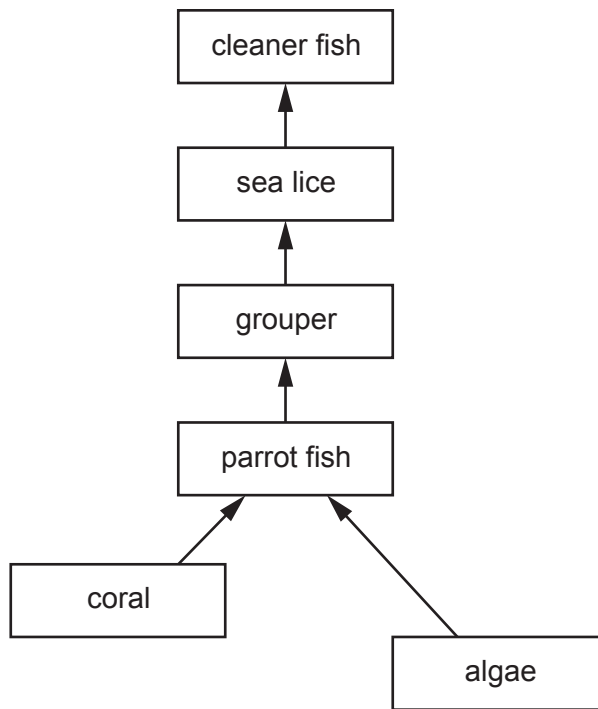 cleaner fish
sea lice
grouper
parrot fish
coral
algae